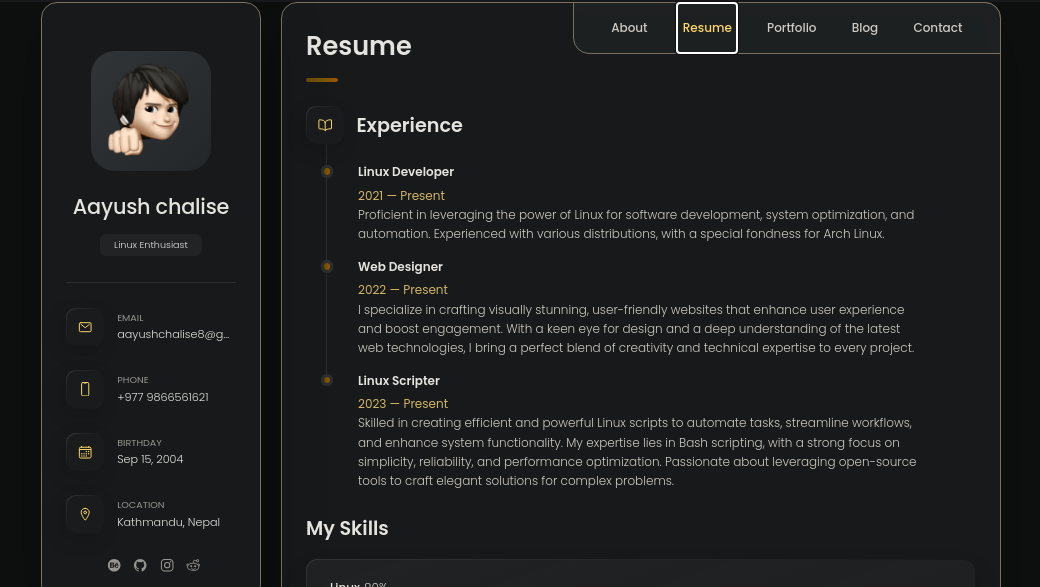 Aayush chalise
Linux Enthusiast
EMAIL
aayushchalise8@g...
PHONE
+977 9866561621
BIRTHDAY
Sep 15, 2004
LOCATION
Kathmandu, Nepal
About
Resume
Portfolio
Blog
Contact
Resume
Experience
Linux Developer
2021 — Present
Proficient in leveraging the power of Linux for software development, system optimization, and
automation. Experienced with various distributions, with a special fondness for Arch Linux.
Web Designer
2022 — Present
I specialize in crafting visually stunning, user-friendly websites that enhance user experience
and boost engagement. With a keen eye for design and a deep understanding of the latest
web technologies, I bring a perfect blend of creativity and technical expertise to every project.
Linux Scripter
2023 — Present
Skilled in creating efficient and powerful Linux scripts to automate tasks, streamline workflows,
and enhance system functionality. My expertise lies in Bash scripting, with a strong focus on
simplicity, reliability, and performance optimization. Passionate about leveraging open-source
tools to craft elegant solutions for complex problems.
My Skills
Linux 80%